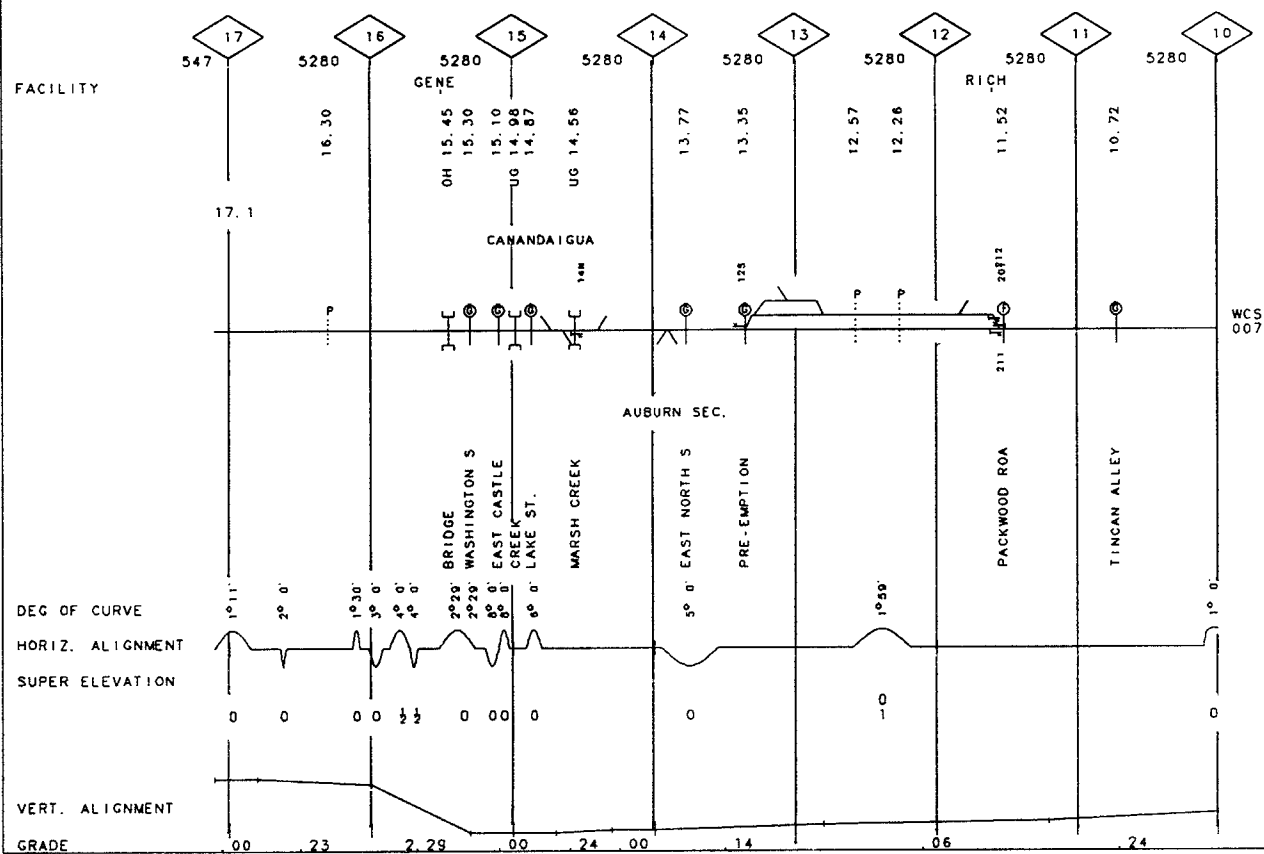 17 16 15 14 13 12 11 10
547 5280 5280 5280 5280 5280 5280 5280
GENE RICH
FACILITY
16.30
OH 15.45
15.30
15.10
UG 14.98
14.87
UG 14.56
13.77
13.35
12.57
12.26
11.52
10.72
17.1
CANANDAIGUA
14N
125
P G G G G G P P G
211
WCS
007
AUBURN SEC.
BRIDGE
WASHINGTON S
EAST CASTLE
CREEK
LAKE ST.
MARSH CREEK
EAST NORTH S
PRE-EMPTION
PACKWOOD ROA
TINCAN ALLEY
DEG OF CURVE
1°11' 2° 0' 1°30' 3° 0' 4° 0' 4° 0' 2°29' 2°29' 8° 0' 8° 0' 6° 0' 5° 0' 1°59' 1° 0'
HORIZ. ALIGNMENT
SUPER ELEVATION
0
0 0 0 0 ½ ½ 0 0 0 0 0 1 0
VERT. ALIGNMENT
GRADE .00 .23 2.29 .00 .24 .00 .14 .06 .24